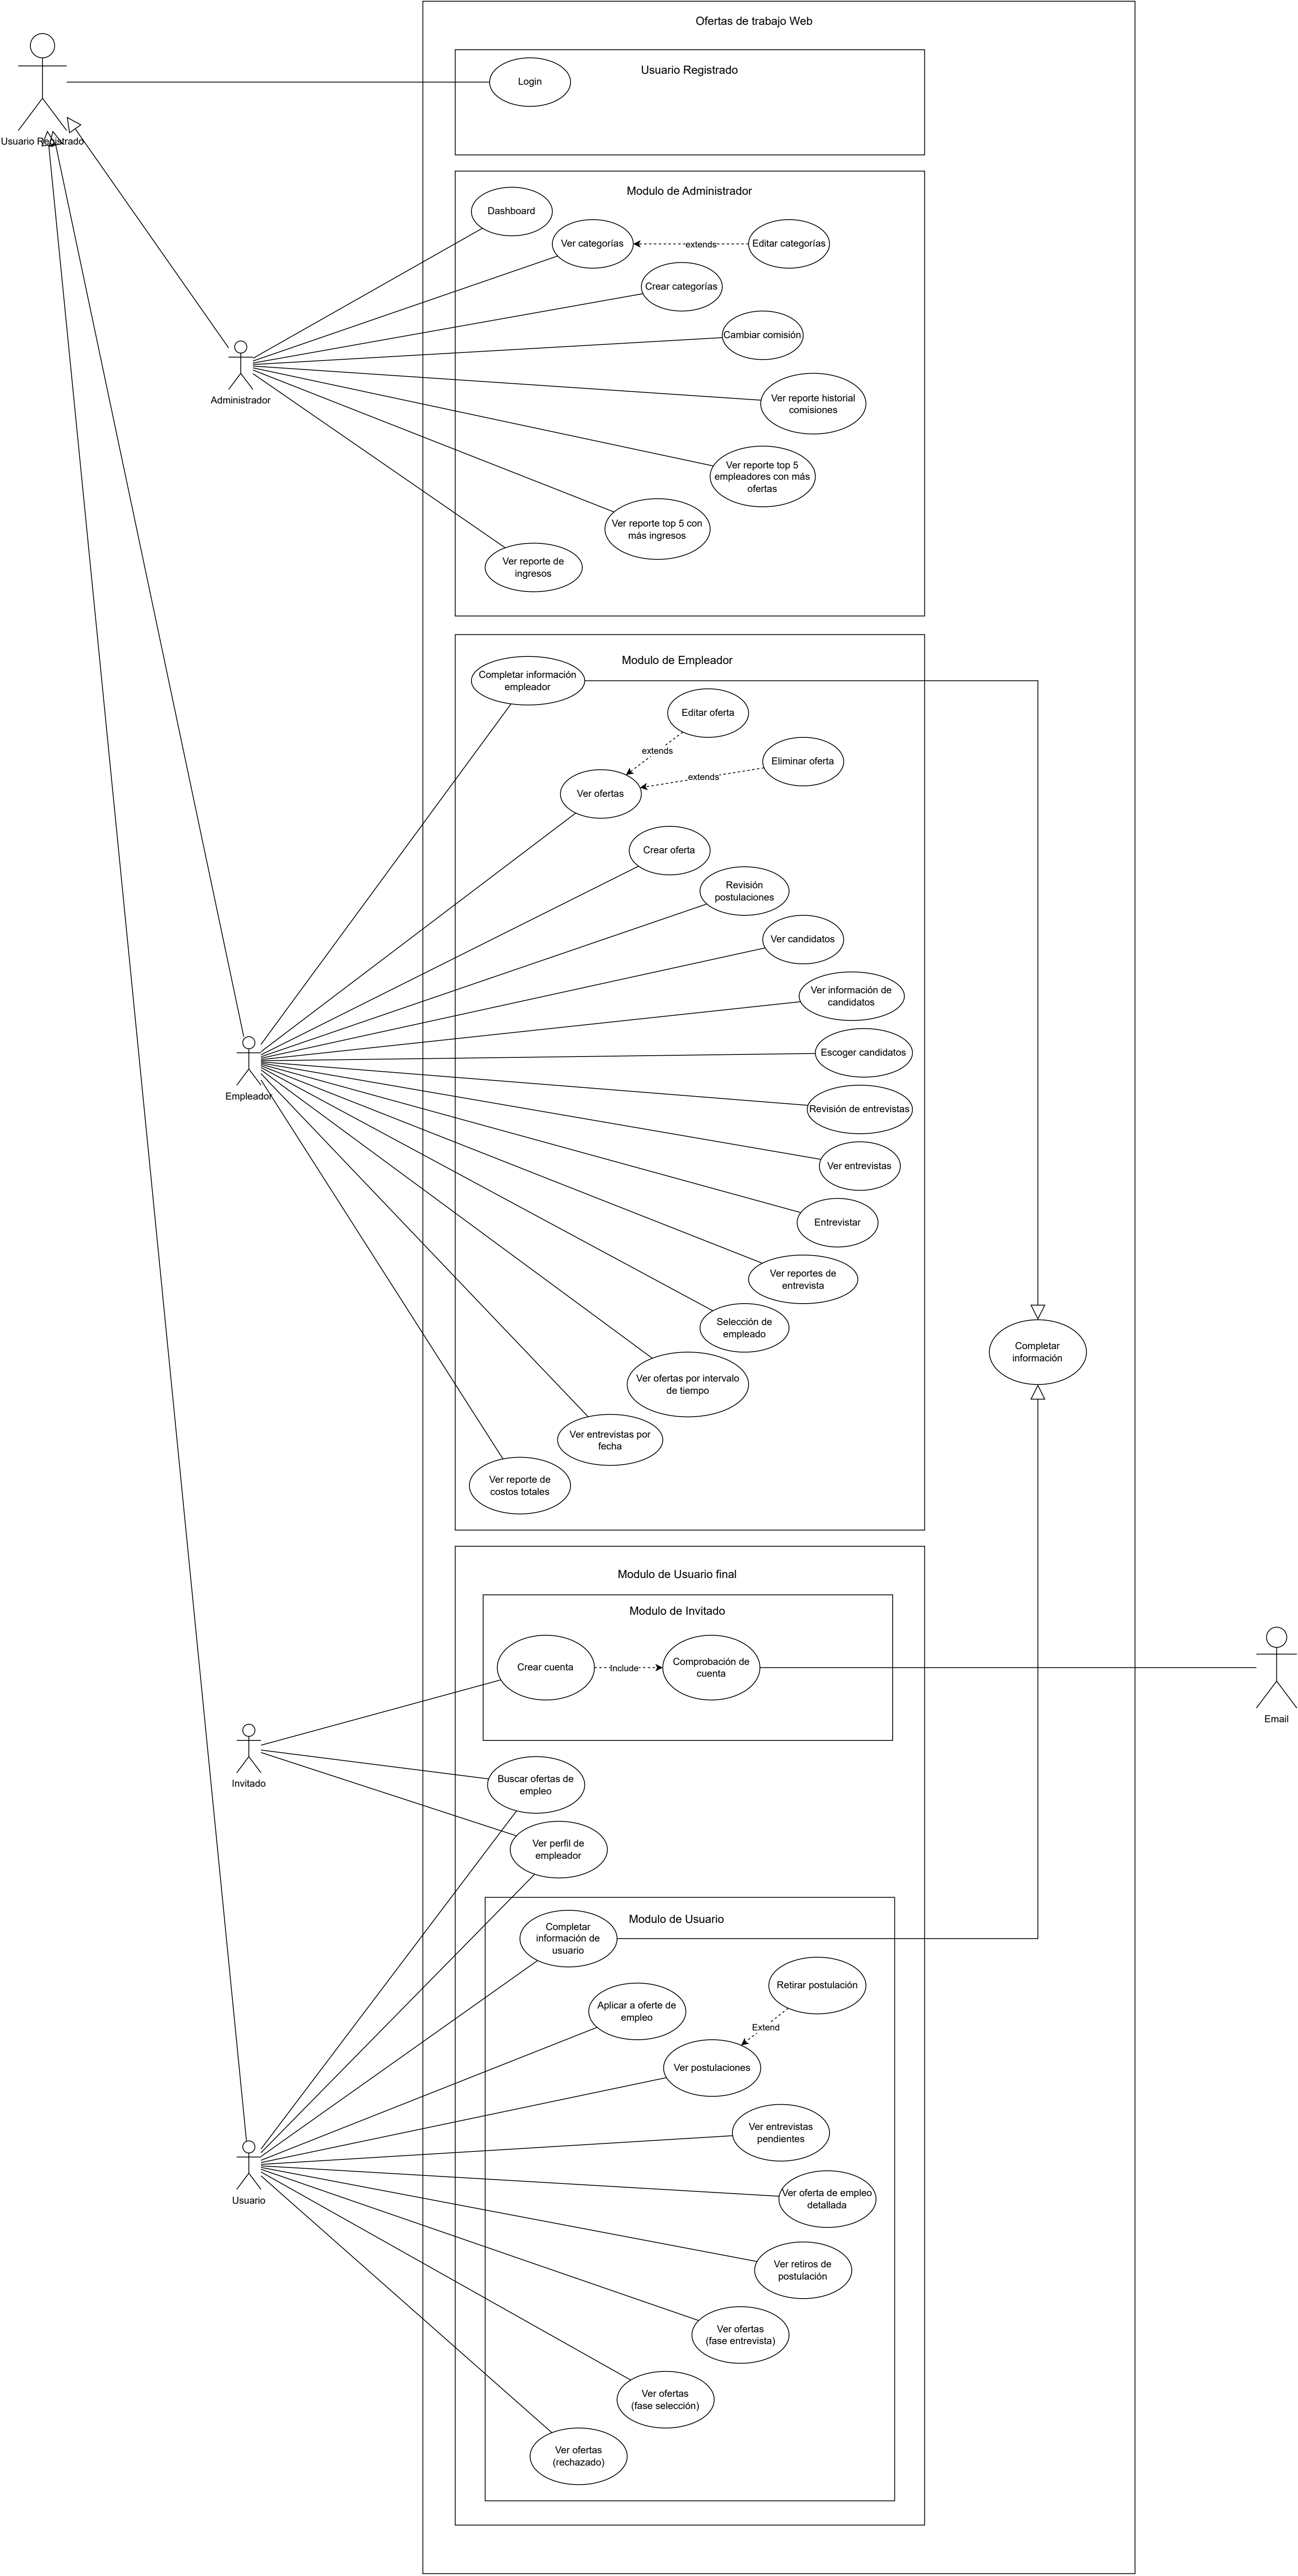 Ofertas de trabajo Web
Usuario Registrado
Login
Usuario Registrado
Modulo de Administrador
Dashboard
Ver categorías
extends
Editar categorías
Crear categorías
Cambiar comisión
Ver reporte historial
comisiones
Administrador
Ver reporte top 5
empleadores con más
ofertas
Ver reporte top 5 con
más ingresos
Ver reporte de
ingresos
Modulo de Empleador
Completar información
empleador
Editar oferta
extends
Eliminar oferta
extends
Ver ofertas
Crear oferta
Revisión
postulaciones
Ver candidatos
Ver información de
candidatos
Escoger candidatos
Empleador
Revisión de entrevistas
Ver entrevistas
Entrevistar
Ver reportes de
entrevista
Selección de
empleado
Completar
información
Ver ofertas por intervalo
de tiempo
Ver entrevistas por
fecha
Ver reporte de
costos totales
Modulo de Usuario final
Modulo de Invitado
Crear cuenta
Include
Comprobación de
cuenta
Email
Invitado
Buscar ofertas de
empleo
Ver perfil de
empleador
Modulo de Usuario
Completar
información de
usuario
Retirar postulación
Aplicar a oferte de
empleo
Extend
Ver postulaciones
Ver entrevistas
pendientes
Usuario
Ver oferta de empleo
detallada
Ver retiros de
postulación
Ver ofertas
(fase entrevista)
Ver ofertas
(fase selección)
Ver ofertas
(rechazado)